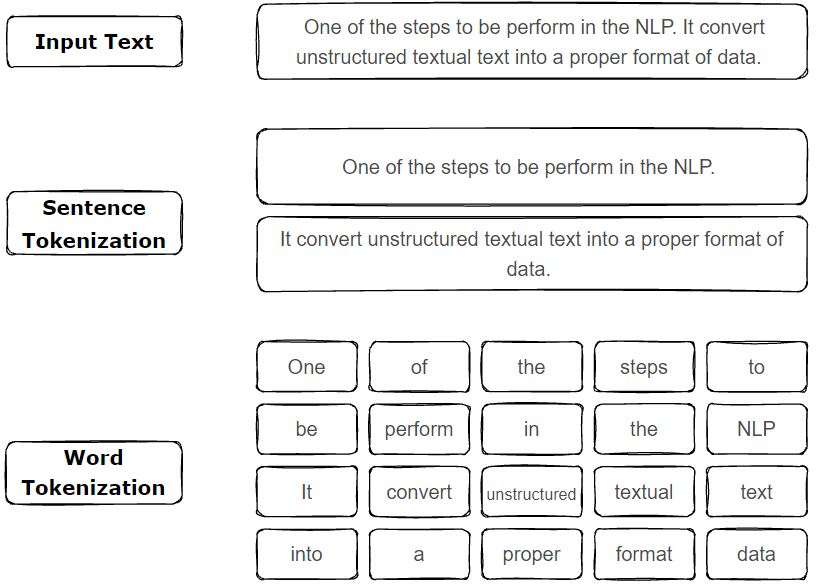 Input Text
One of the steps to be perform in the NLP. It convert
unstructured textual text into a proper format of data.
Sentence
Tokenization
One of the steps to be perform in the NLP.
It convert unstructured textual text into a proper format of
data.
Word
Tokenization
One of the steps to
be perform in the NLP
It convert unstructured textual text
into a proper format data